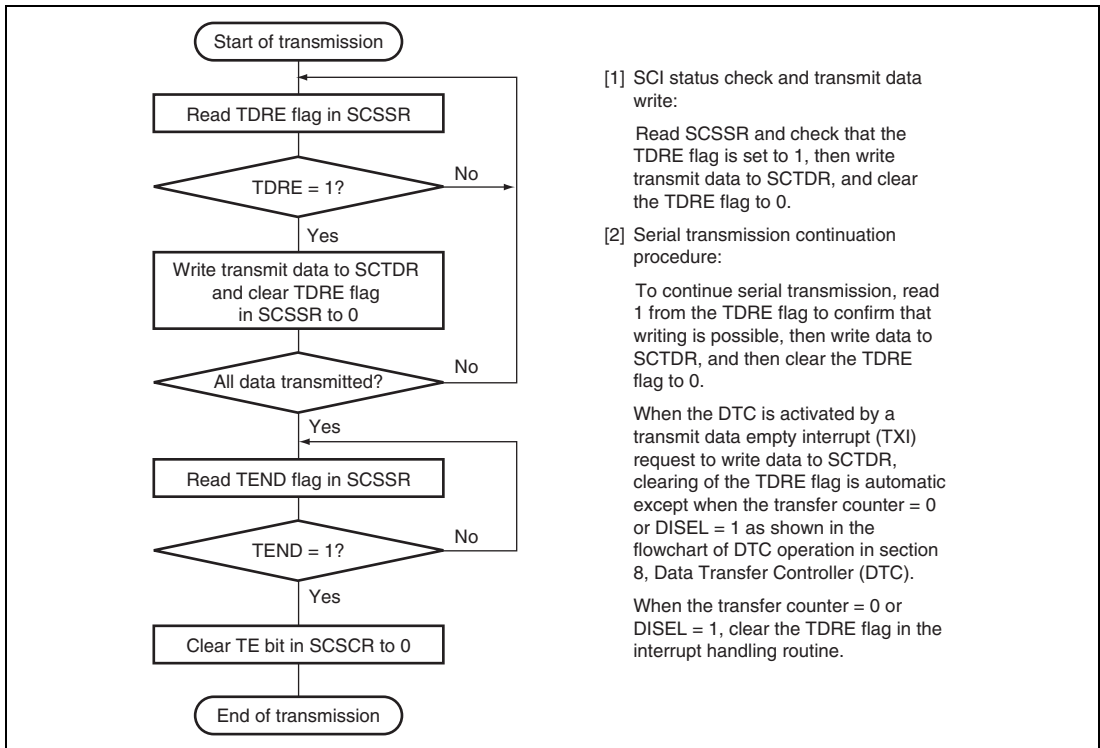 Start of transmission
Read TDRE flag in SCSSR
TDRE = 1?
No
Yes
Write transmit data to SCTDR
and clear TDRE flag
in SCSSR to 0
All data transmitted?
No
Yes
Read TEND flag in SCSSR
TEND = 1?
No
Yes
Clear TE bit in SCSCR to 0
End of transmission
[1] SCI status check and transmit data
write:
Read SCSSR and check that the
TDRE flag is set to 1, then write
transmit data to SCTDR, and clear
the TDRE flag to 0.
[2] Serial transmission continuation
procedure:
To continue serial transmission, read
1 from the TDRE flag to confirm that
writing is possible, then write data to
SCTDR, and then clear the TDRE
flag to 0.
When the DTC is activated by a
transmit data empty interrupt (TXI)
request to write data to SCTDR,
clearing of the TDRE flag is automatic
except when the transfer counter = 0
or DISEL = 1 as shown in the
flowchart of DTC operation in section
8, Data Transfer Controller (DTC).
When the transfer counter = 0 or
DISEL = 1, clear the TDRE flag in the
interrupt handling routine.